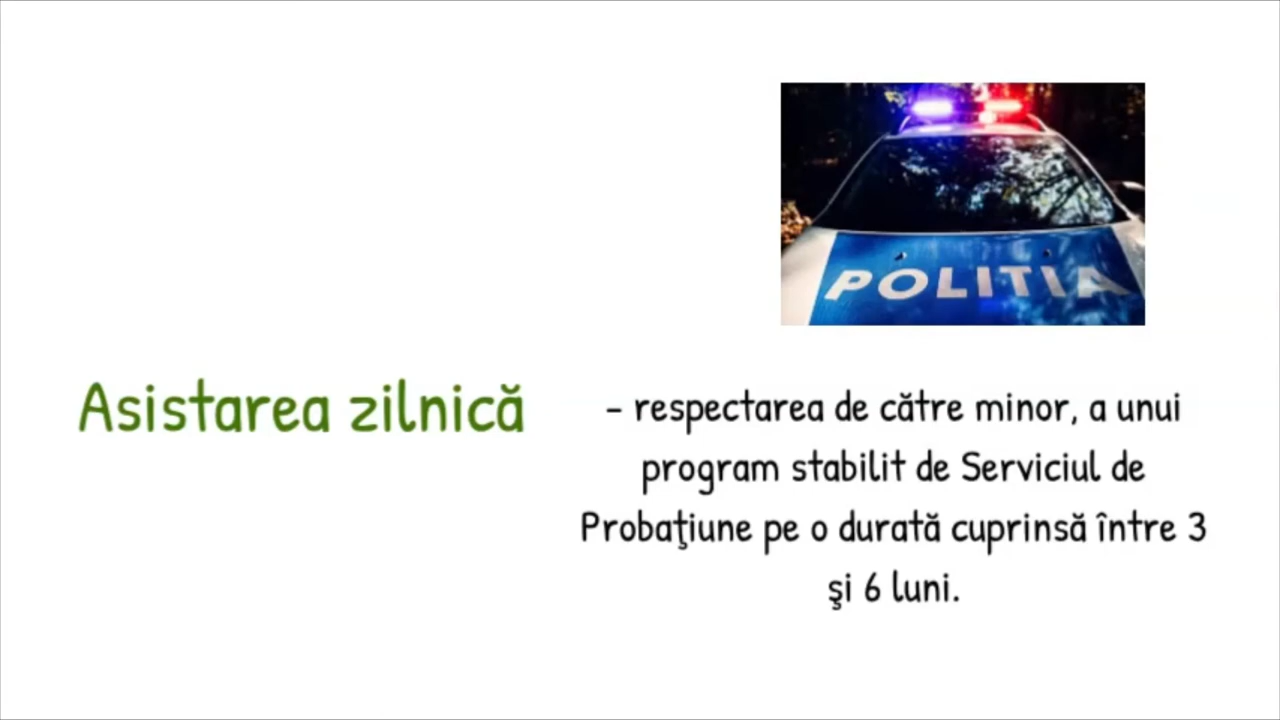 POLITIA
Asistarea zilnică
- respectarea de către minor, a unui
program stabilit de Serviciul de
Probaţiune pe o durată cuprinsă între 3
şi 6 luni.